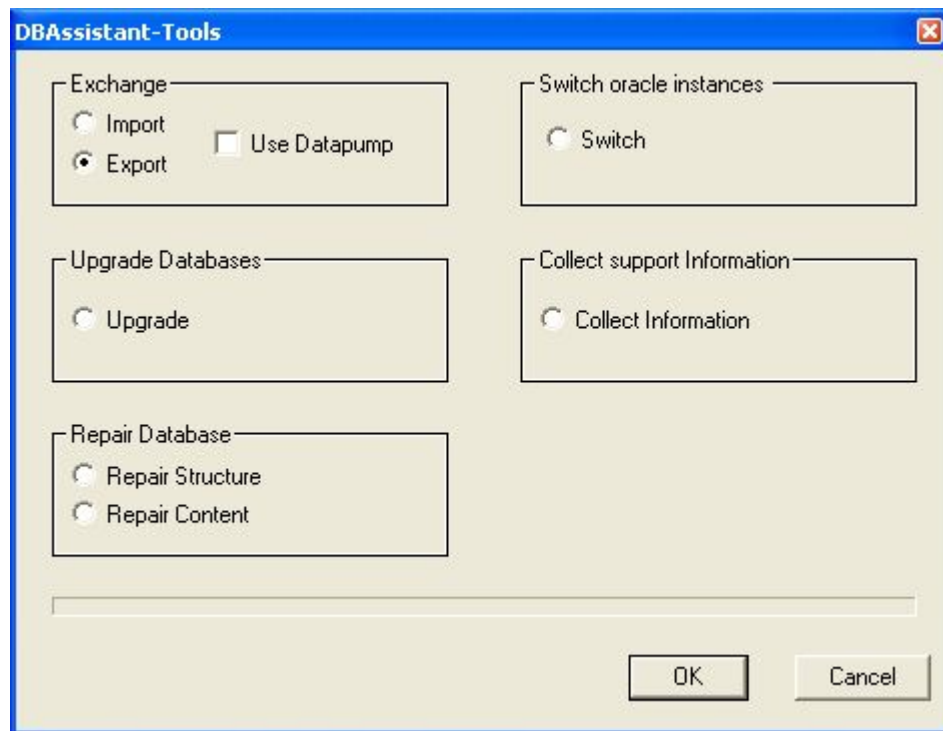 DBAssistant-Tools
Exchange
Import
Export
Use Datapump
Switch oracle instances
Switch
Upgrade Databases
Upgrade
Collect support Information
Collect Information
Repair Database
Repair Structure
Repair Content
OK
Cancel